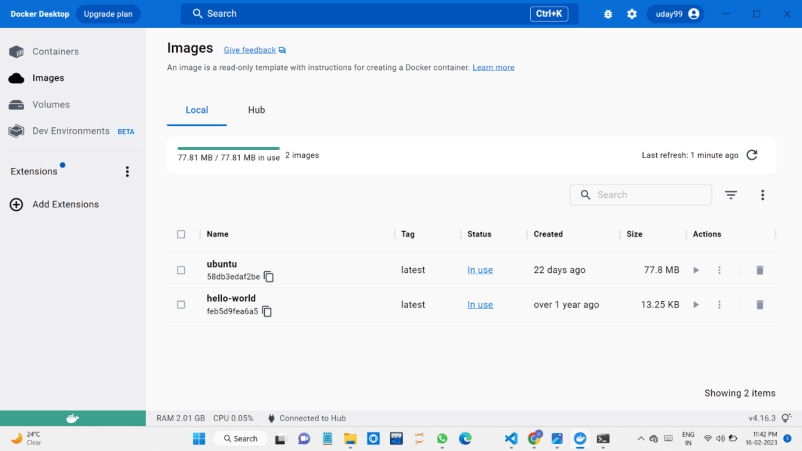 Docker Desktop Upgrade plan Search Ctrl+K uday99
Containers
Images
Volumes
Dev Environments BETA
Extensions
Add Extensions
Images Give feedback
An image is a read-only template with instructions for creating a Docker container. Learn more
Local Hub
77.81 MB / 77.81 MB in use 2 images Last refresh: 1 minute ago
Search
Name Tag Status Created Size Actions
ubuntu
58db3edaf2be latest In use 22 days ago 77.8 MB
hello-world
feb5d9fea6a5 latest In use over 1 year ago 13.25 KB
Showing 2 items
RAM 2.01 GB CPU 0.05% Connected to Hub v4.16.3
24°C
Clear
Search
ENG
IN
11:42 PM
16-02-2023